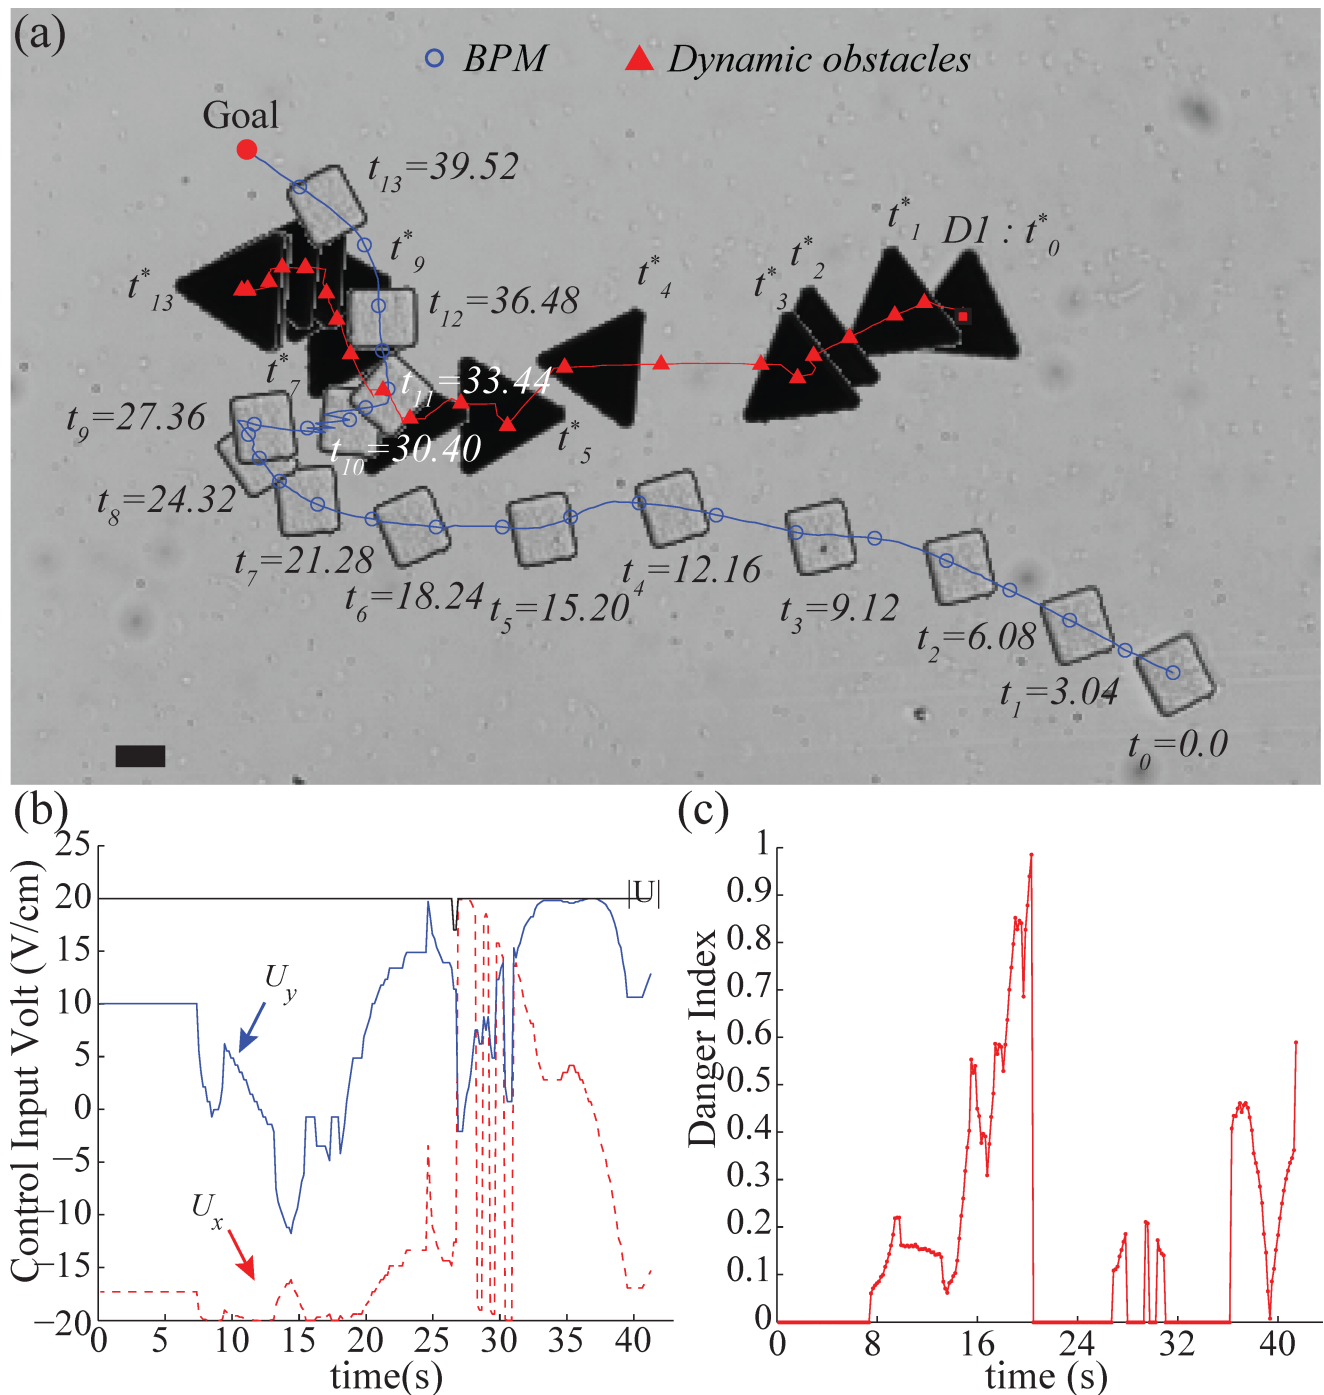 (a)
BPM Dynamic obstacles
Goal
t13=39.52
t*1 D1 : t*0
t*9 t*2
t*13 t*4 t*3
t12=36.48
t*7 t11=33.44
t9=27.36 t*5
t10=30.40
t8=24.32
t7=21.28 t4=12.16
t6=18.24 t5=15.20 t3=9.12
t2=6.08
t1=3.04
t0=0.0
(b)
Control Input Volt (V/cm)
25
20
15
10
5
0
−5
−10
−15
−20
|U|
Uy
Ux
0 5 10 15 20 25 30 35 40
time(s)
(c)
Danger Index
1
0.9
0.8
0.7
0.6
0.5
0.4
0.3
0.2
0.1
0
0 8 16 24 32 40
time (s)